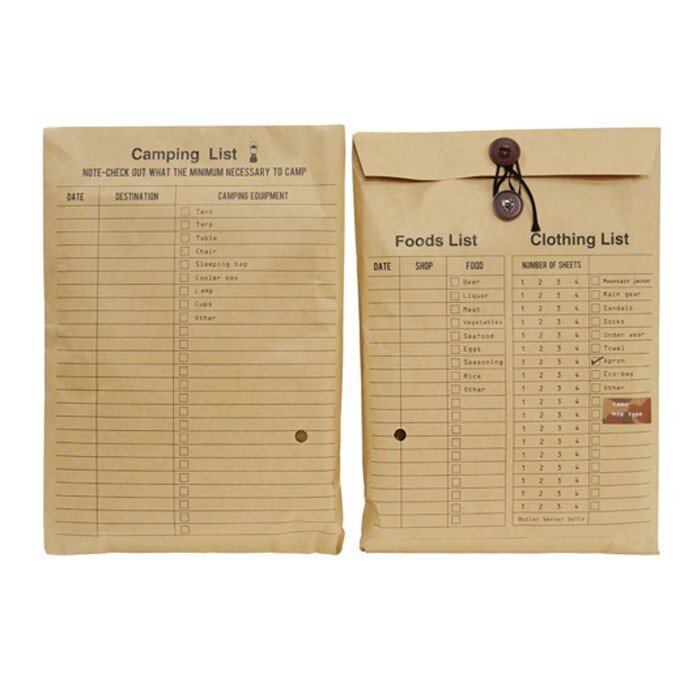 Camping List
NOTE-CHECK OUT WHAT THE MINIMUM NECESSARY TO CAMP
DATE DESTINATION CAMPING EQUIPMENT
Tent
Tarp
Table
Chair
Sleeping bag
Cooler box
Lamp
Cups
Other
Foods List
DATE SHOP FOOD
Beer
Liquor
Meat
Vegetables
Seafood
Eggs
Seasoning
Rice
Other
Clothing List
NUMBER OF SHEETS
1 2 3 4 Mountain jacket
1 2 3 4 Rain gear
1 2 3 4 Sandals
1 2 3 4 Socks
1 2 3 4 Under wear
1 2 3 4 Towel
1 2 3 4 Apron
1 2 3 4 Eco-bag
1 2 3 4 Other
1 2 3 4
camo
1 2 3 4
hip type
1 2 3 4
1 2 3 4
1 2 3 4
1 2 3 4
1 2 3 4
1 2 3 4
1 2 3 4
Butler Verner Sails